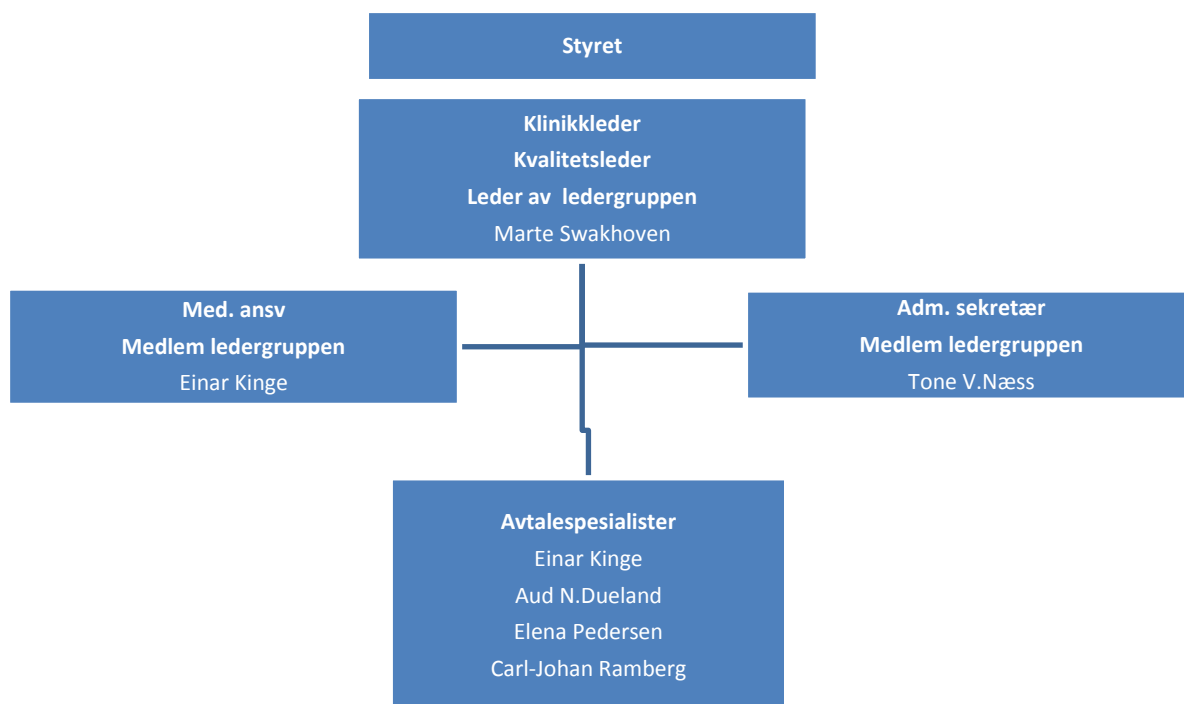 Styret
Klinikkleder
Kvalitetsleder
Leder av ledergruppen
Marte Swakhoven
Med. ansv
Medlem ledergruppen
Einar Kinge
Adm. sekretær
Medlem ledergruppen
Tone V.Næss
Avtalespesialister
Einar Kinge
Aud N.Dueland
Elena Pedersen
Carl-Johan Ramberg